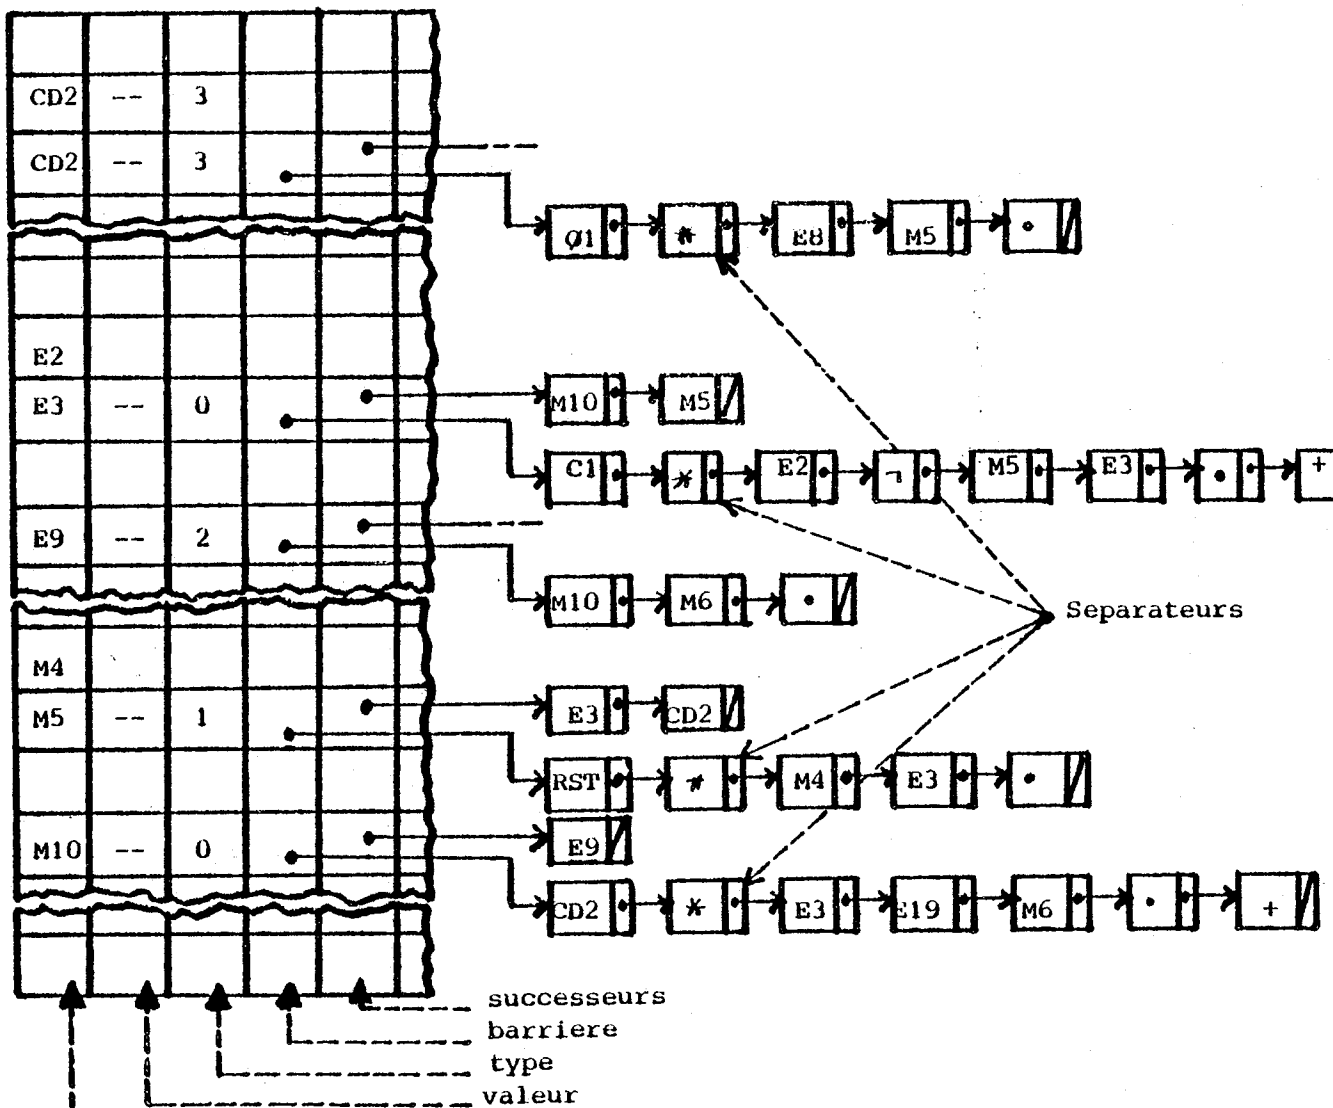 CD2 -- 3
CD2 -- 3
Ø1 * E8 M5 •
E2
E3 -- 0
M10 M5
C1 * E2 ¬ M5 E3 • +
E9 -- 2
M10 M6 •
Separateurs
M4
M5 -- 1
E3 CD2
RST * M4 E3 •
M10 -- 0
E9
CD2 * E3 E19 M6 • +
successeurs
barriere
type
valeur